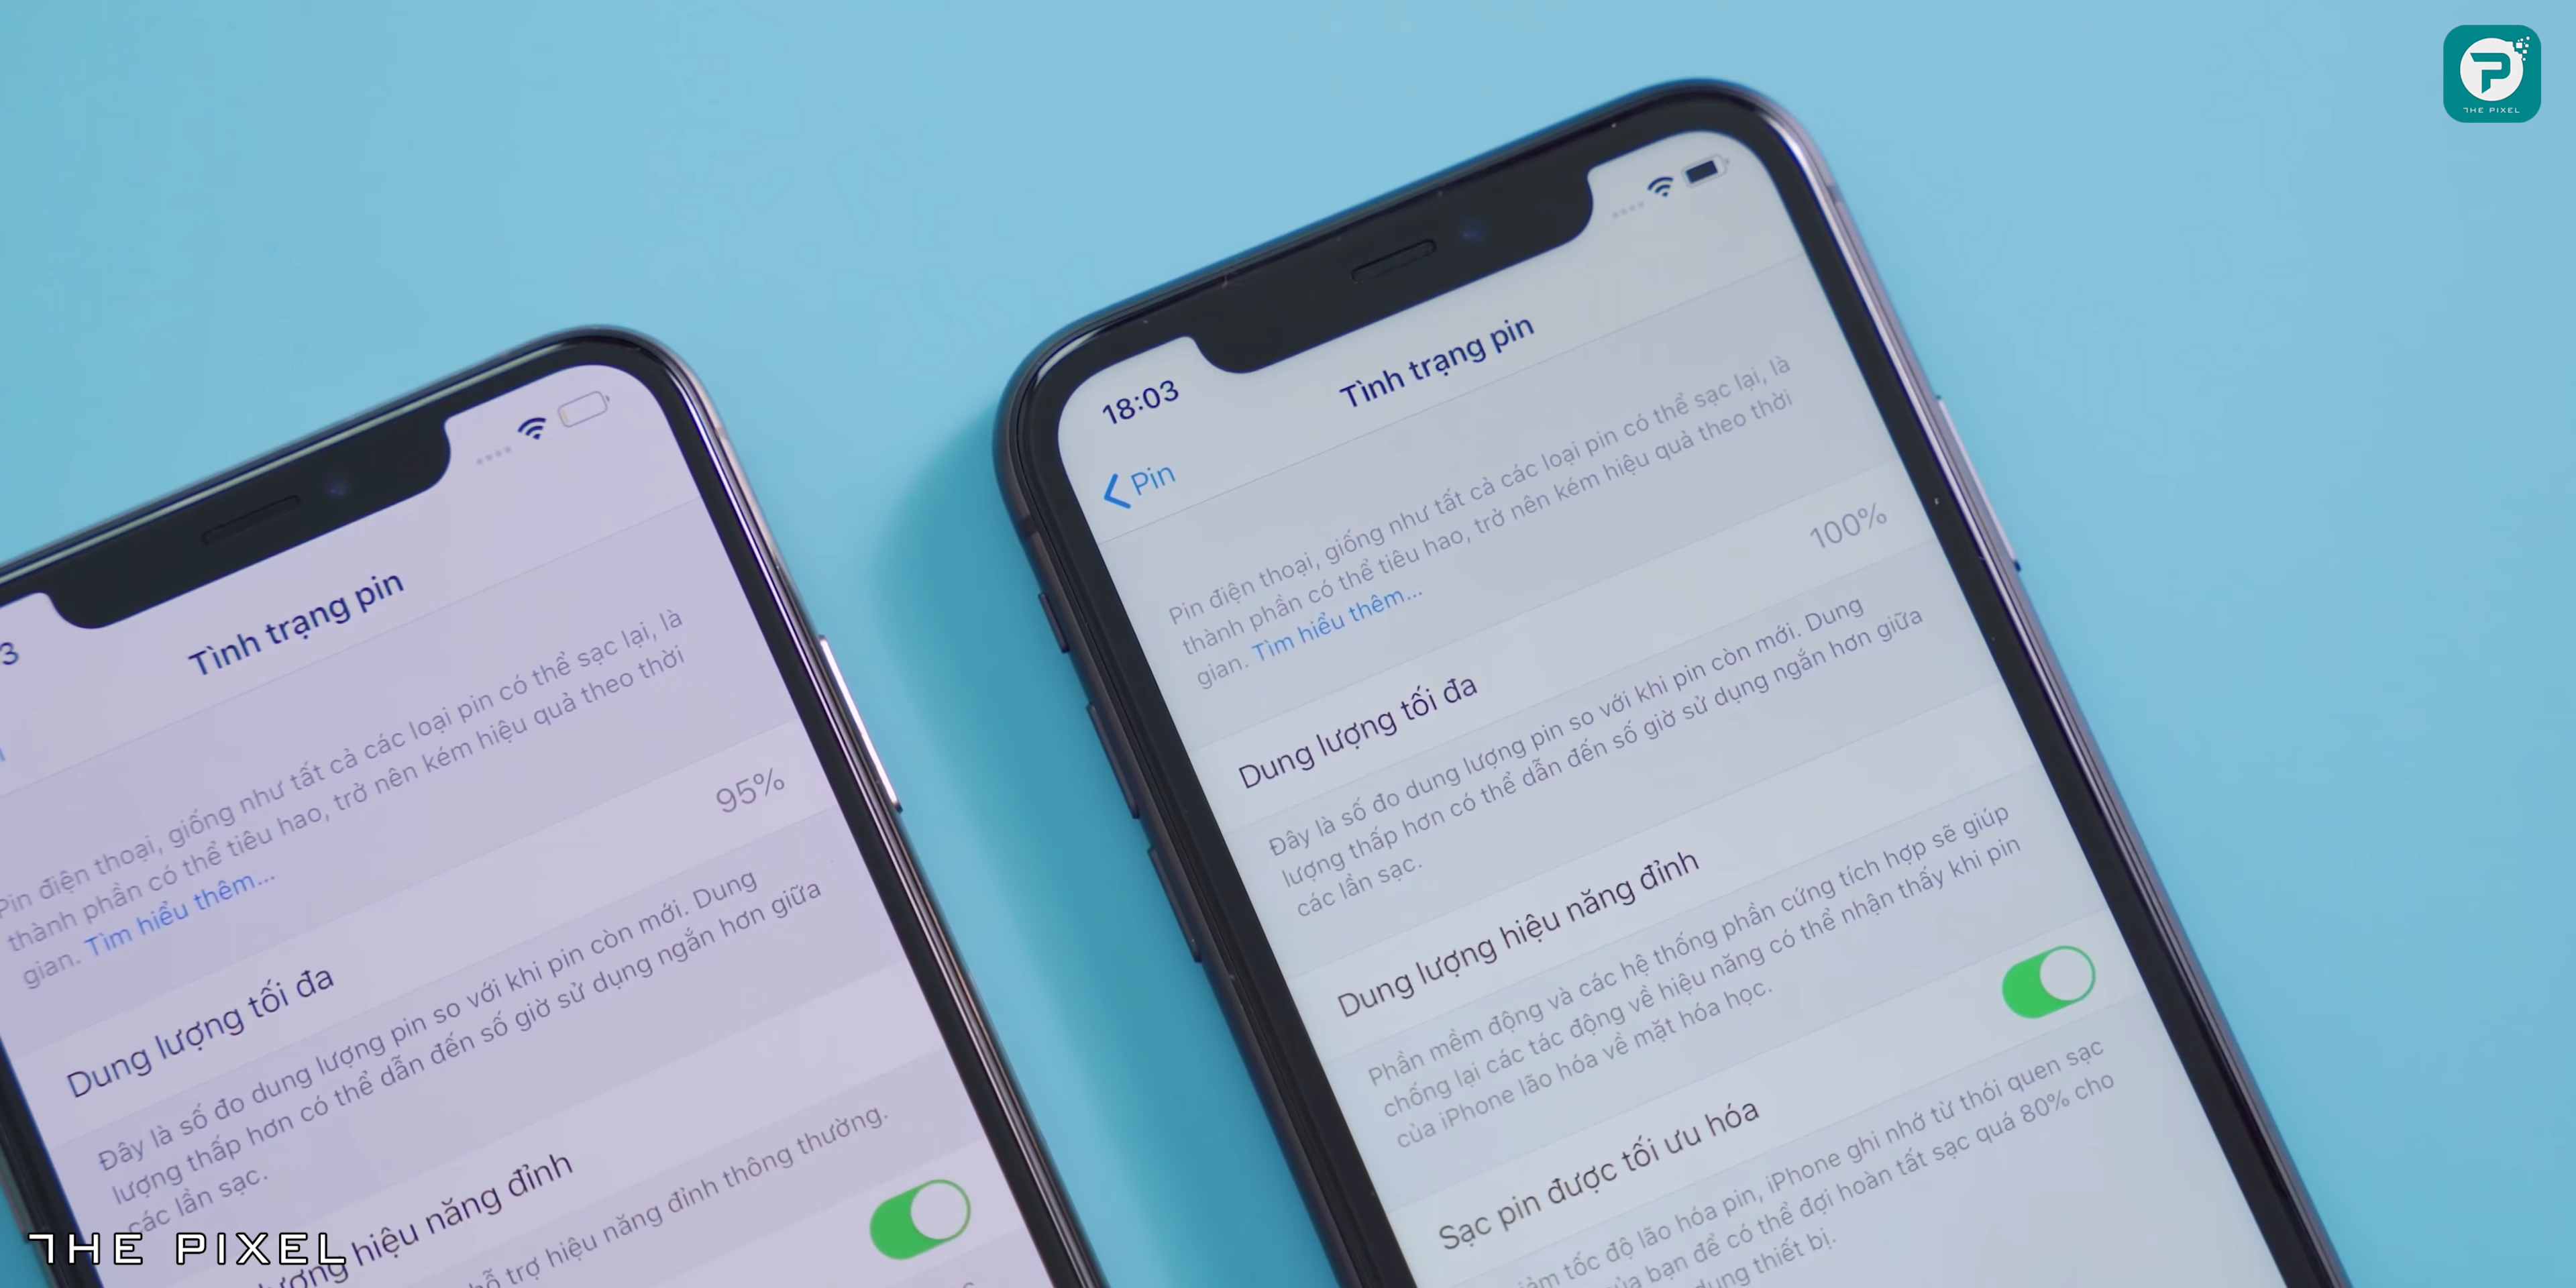 THE PIXEL
3
Tình trạng pin
Pin điện thoại, giống như tất cả các loại pin có thể sạc lại, là
thành phần có thể tiêu hao, trở nên kém hiệu quả theo thời
gian. Tìm hiểu thêm...
Dung lượng tối đa 95%
Đây là số đo dung lượng pin so với khi pin còn mới. Dung
lượng thấp hơn có thể dẫn đến số giờ sử dụng ngắn hơn giữa
các lần sạc.
lượng hiệu năng đỉnh
hỗ trợ hiệu năng đỉnh thông thường.
THE PIXEL
18:03
Pin
Tình trạng pin
Pin điện thoại, giống như tất cả các loại pin có thể sạc lại, là
thành phần có thể tiêu hao, trở nên kém hiệu quả theo thời
gian. Tìm hiểu thêm...
Dung lượng tối đa 100%
Đây là số đo dung lượng pin so với khi pin còn mới. Dung
lượng thấp hơn có thể dẫn đến số giờ sử dụng ngắn hơn giữa
các lần sạc.
Dung lượng hiệu năng đỉnh
Phần mềm động và các hệ thống phần cứng tích hợp sẽ giúp
chống lại các tác động về hiệu năng có thể nhận thấy khi pin
của iPhone lão hóa về mặt hóa học.
Sạc pin được tối ưu hóa
giảm tốc độ lão hóa pin, iPhone ghi nhớ từ thói quen sạc
của bạn để có thể đợi hoàn tất sạc quá 80% cho
dụng thiết bị.